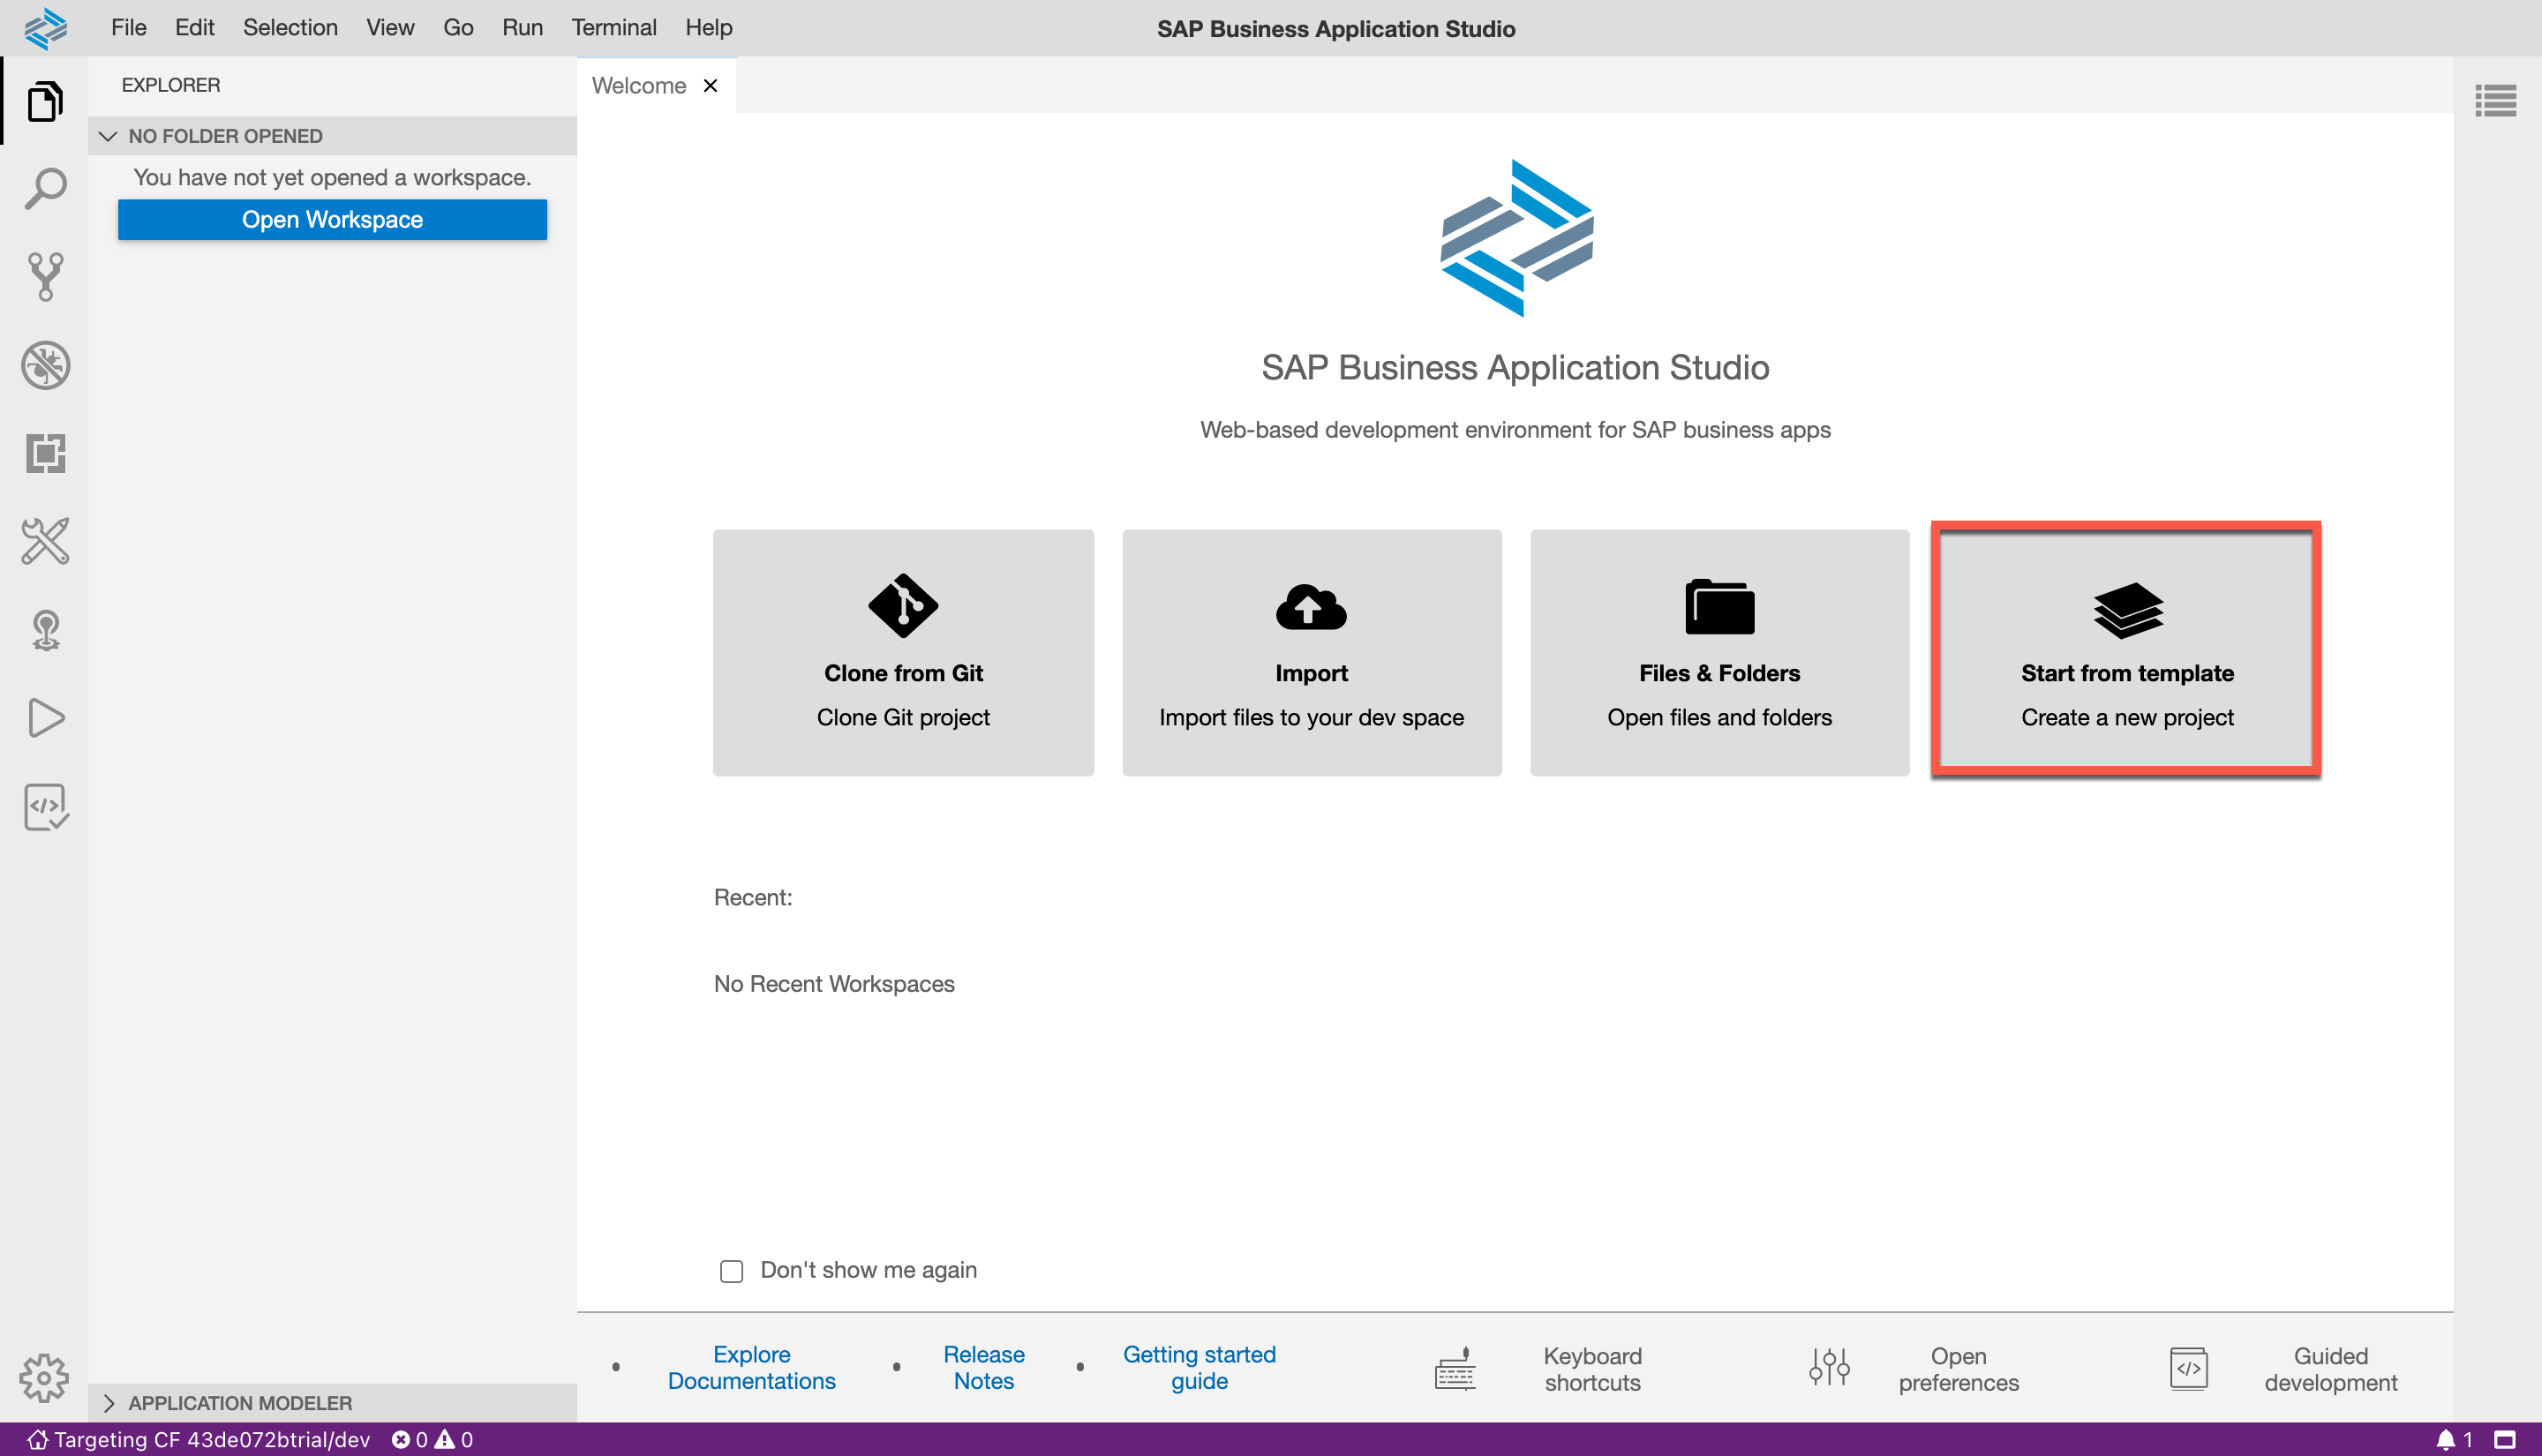 File Edit Selection View Go Run Terminal Help
SAP Business Application Studio
EXPLORER
NO FOLDER OPENED
You have not yet opened a workspace.
Open Workspace
APPLICATION MODELER
Welcome
SAP Business Application Studio
Web-based development environment for SAP business apps
Clone from Git
Clone Git project
Import
Import files to your dev space
Files & Folders
Open files and folders
Start from template
Create a new project
Recent:
No Recent Workspaces
Don't show me again
Explore
Documentations
Release
Notes
Getting started
guide
Keyboard
shortcuts
Open
preferences
Guided
development
Targeting CF 43de072btrial/dev 0 0
1